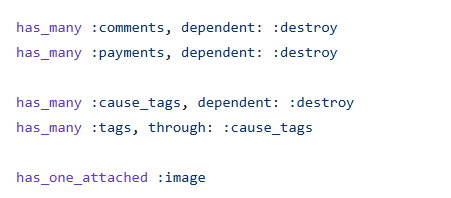 has_many :comments, dependent: :destroy
has_many :payments, dependent: :destroy
has_many :cause_tags, dependent: :destroy
has_many :tags, through: :cause_tags
has_one_attached :image